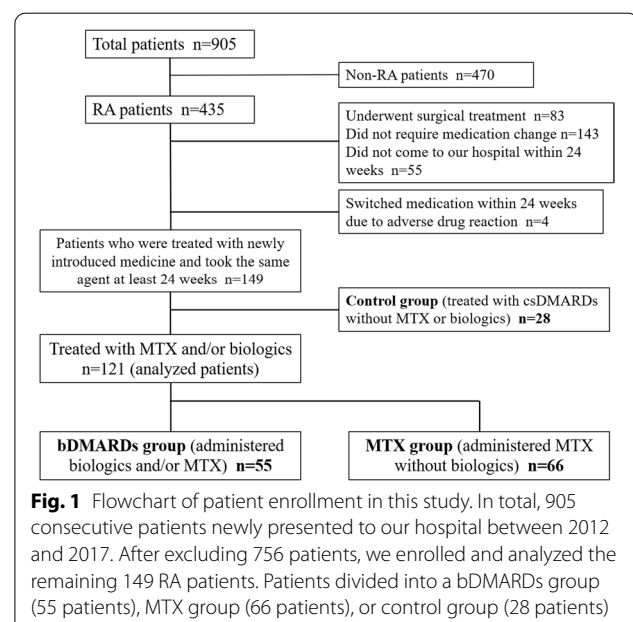 Total patients n=905
Non-RA patients n=470
RA patients n=435
Underwent surgical treatment n=83
Did not require medication change n=143
Did not come to our hospital within 24
weeks n=55
Switched medication within 24 weeks
due to adverse drug reaction n=4
Patients who were treated with newly
introduced medicine and took the same
agent at least 24 weeks n=149
Control group (treated with csDMARDs
without MTX or biologics) n=28
Treated with MTX and/or biologics
n=121 (analyzed patients)
bDMARDs group (administered
biologics and/or MTX) n=55
MTX group (administered MTX
without biologics) n=66
Fig. 1 Flowchart of patient enrollment in this study. In total, 905
consecutive patients newly presented to our hospital between 2012
and 2017. After excluding 756 patients, we enrolled and analyzed the
remaining 149 RA patients. Patients divided into a bDMARDs group
(55 patients), MTX group (66 patients), or control group (28 patients)